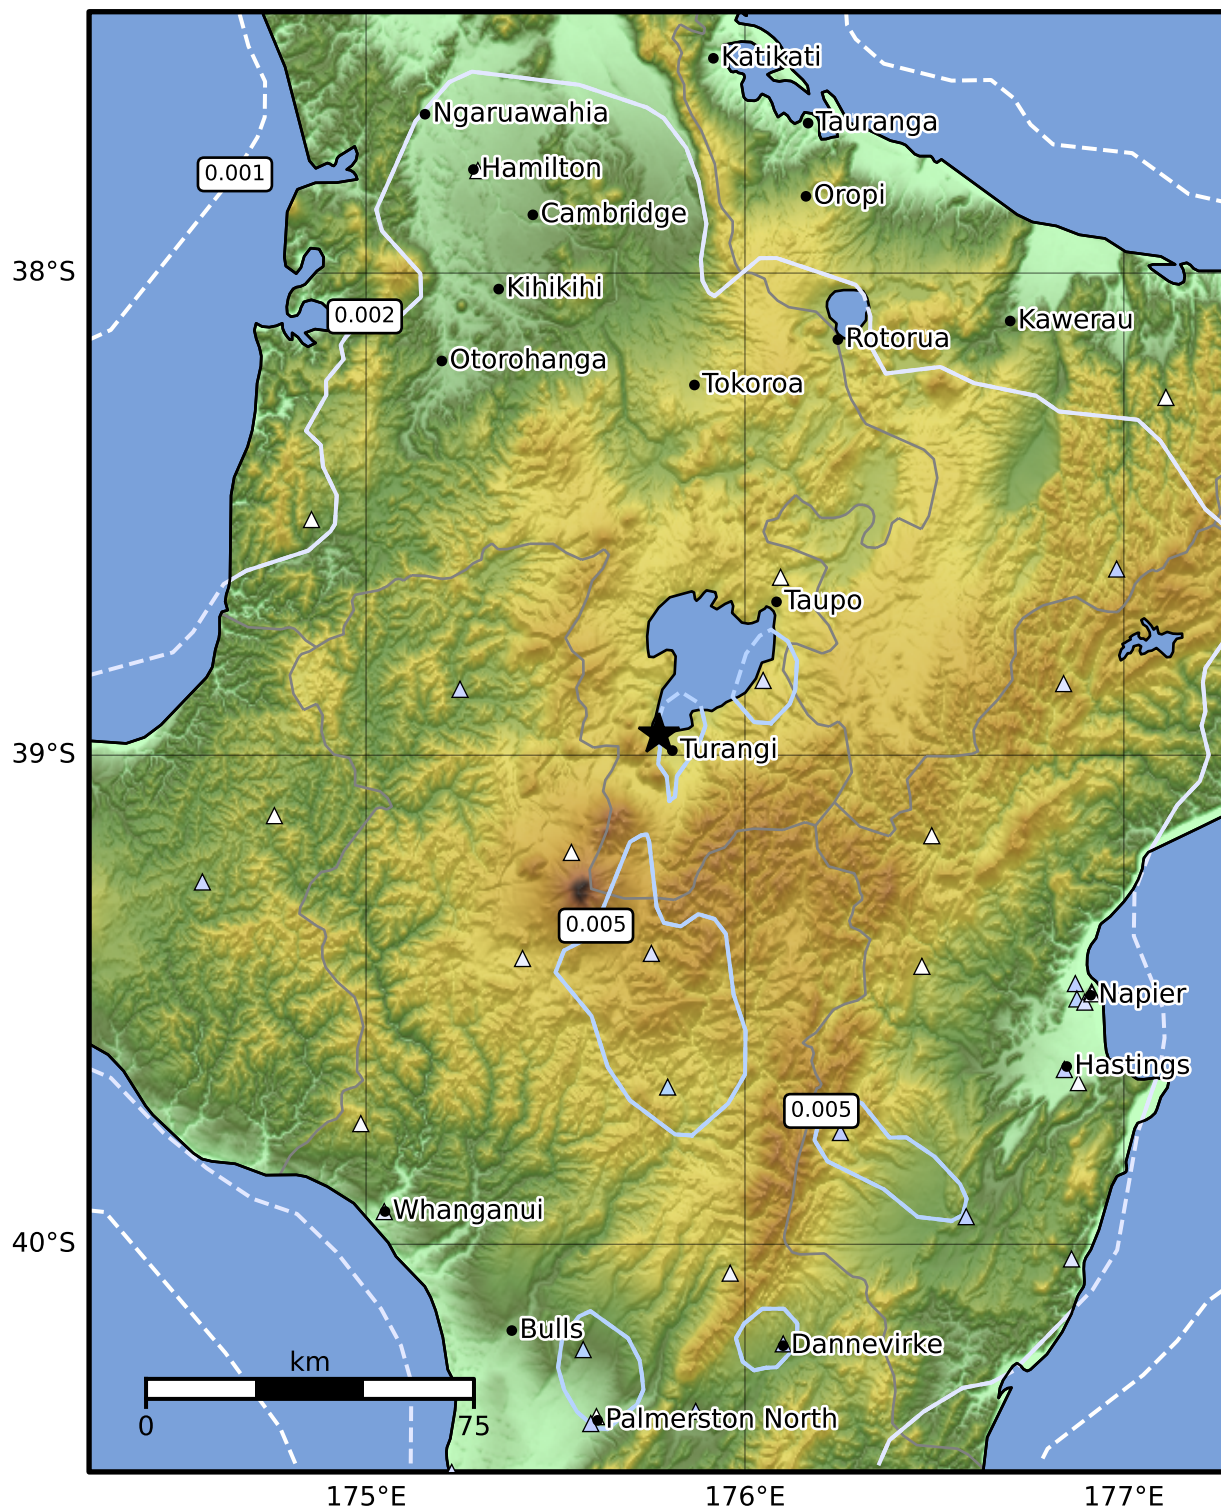 Katikati
Ngaruawahia
Tauranga
0.001
Hamilton
Oropi
Cambridge
38°S
Kihikihi
0.002
Kawerau
Rotorua
Otorohanga
Tokoroa
Taupo
39°S
Turangi
0.005
Napier
Hastings
0.005
Whanganui
40°S
Bulls
Dannevirke
km
0
75
Palmerston North
175°E
176°E
177°E